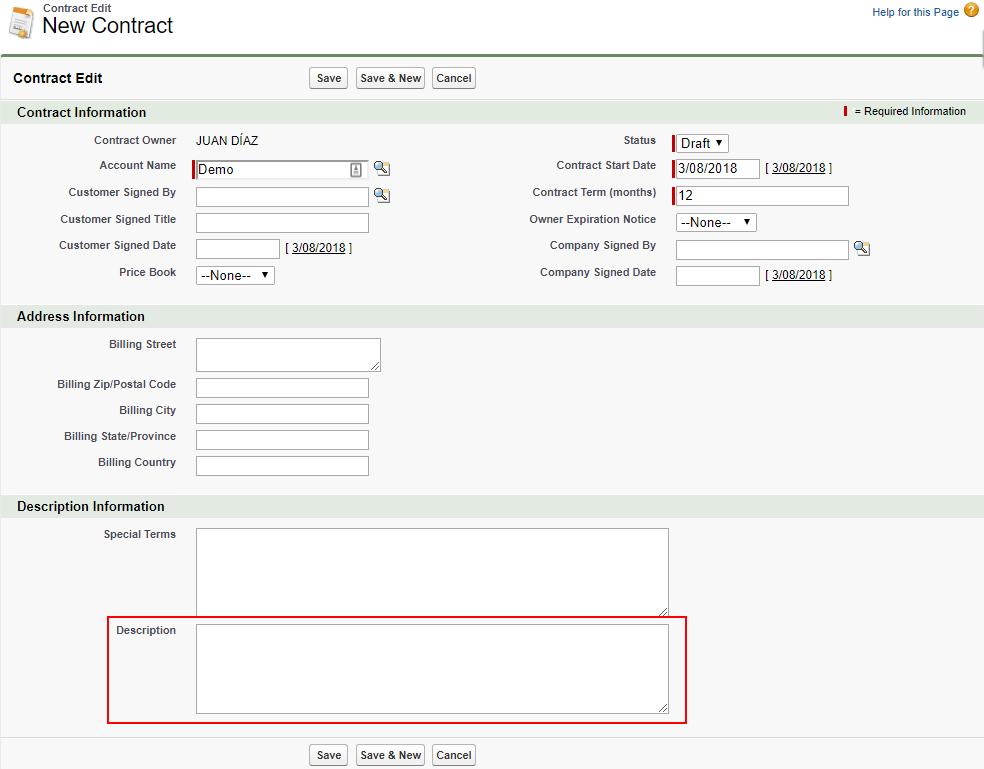 Contract Edit
New Contract
Help for this Page ?
Contract Edit
Save Save & New Cancel
Contract Information
= Required Information
Contract Owner JUAN DÍAZ
Status Draft
Account Name Demo
Contract Start Date 3/08/2018 [ 3/08/2018 ]
Customer Signed By
Contract Term (months) 12
Customer Signed Title
Owner Expiration Notice --None--
Customer Signed Date [ 3/08/2018 ]
Company Signed By
Price Book --None--
Company Signed Date [ 3/08/2018 ]
Address Information
Billing Street
Billing Zip/Postal Code
Billing City
Billing State/Province
Billing Country
Description Information
Special Terms
Description
Save Save & New Cancel